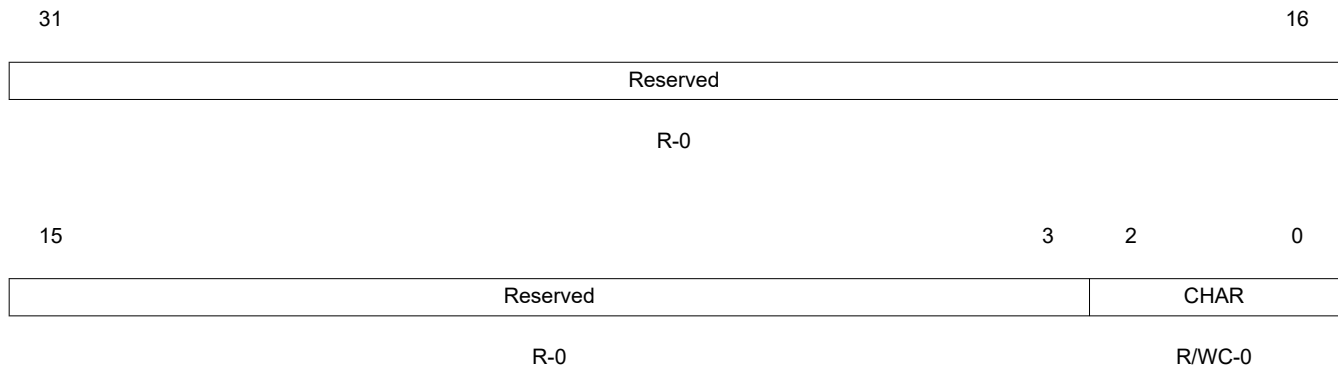 31 16
Reserved
R-0
15 3 2 0
Reserved CHAR
R-0 R/WC-0